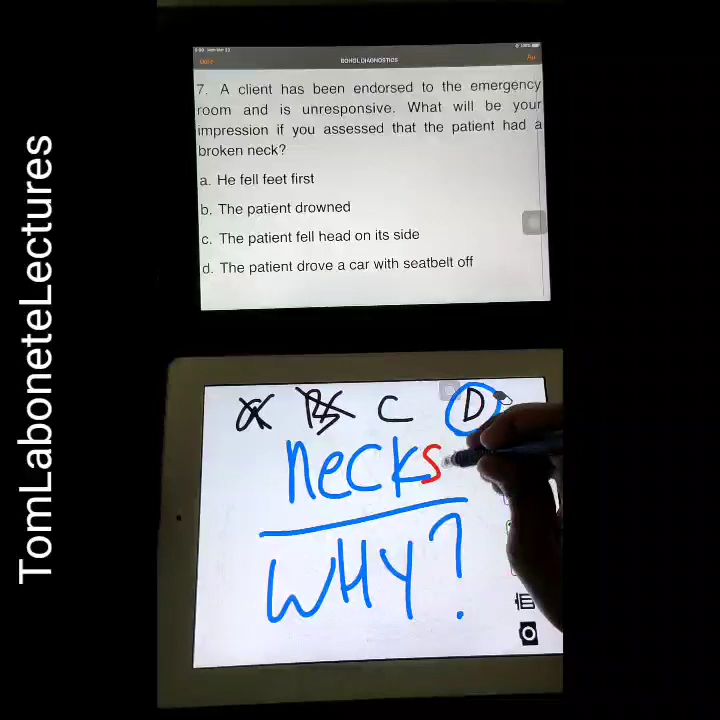 TomLaboneteLectures
BOHOL DIAGNOSTICS
7. A client has been endorsed to the emergency
room and is unresponsive. What will be your
impression if you assessed that the patient had a
broken neck?
a. He fell feet first
b. The patient drowned
c. The patient fell head on its side
d. The patient drove a car with seatbelt off
C D
necks
WHY?